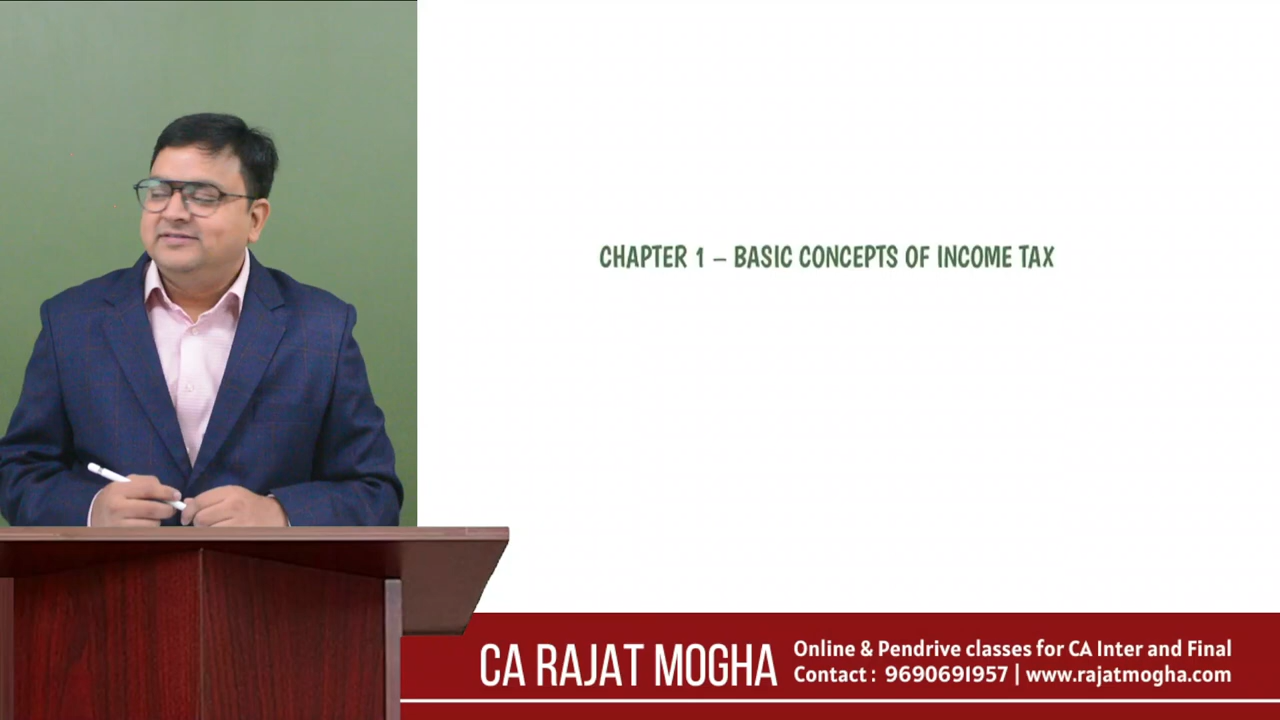 CHAPTER 1 – BASIC CONCEPTS OF INCOME TAX
CA RAJAT MOGHA
Online & Pendrive classes for CA Inter and Final
Contact : 9690691957 | www.rajatmogha.com